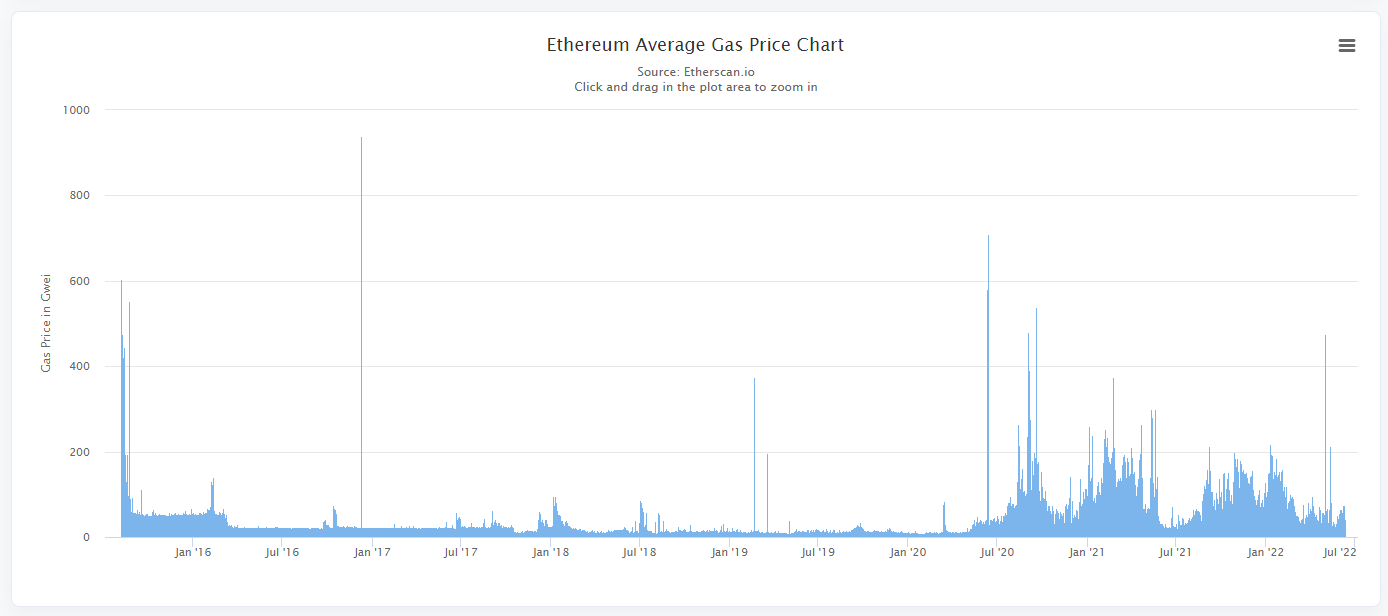 Ethereum Average Gas Price Chart
Source: Etherscan.io
Click and drag in the plot area to zoom in
Gas Price in Gwei
1000
800
600
400
200
0
Jan '16
Jul '16
Jan '17
Jul '17
Jan '18
Jul '18
Jan '19
Jul '19
Jan '20
Jul '20
Jan '21
Jul '21
Jan '22
Jul '22